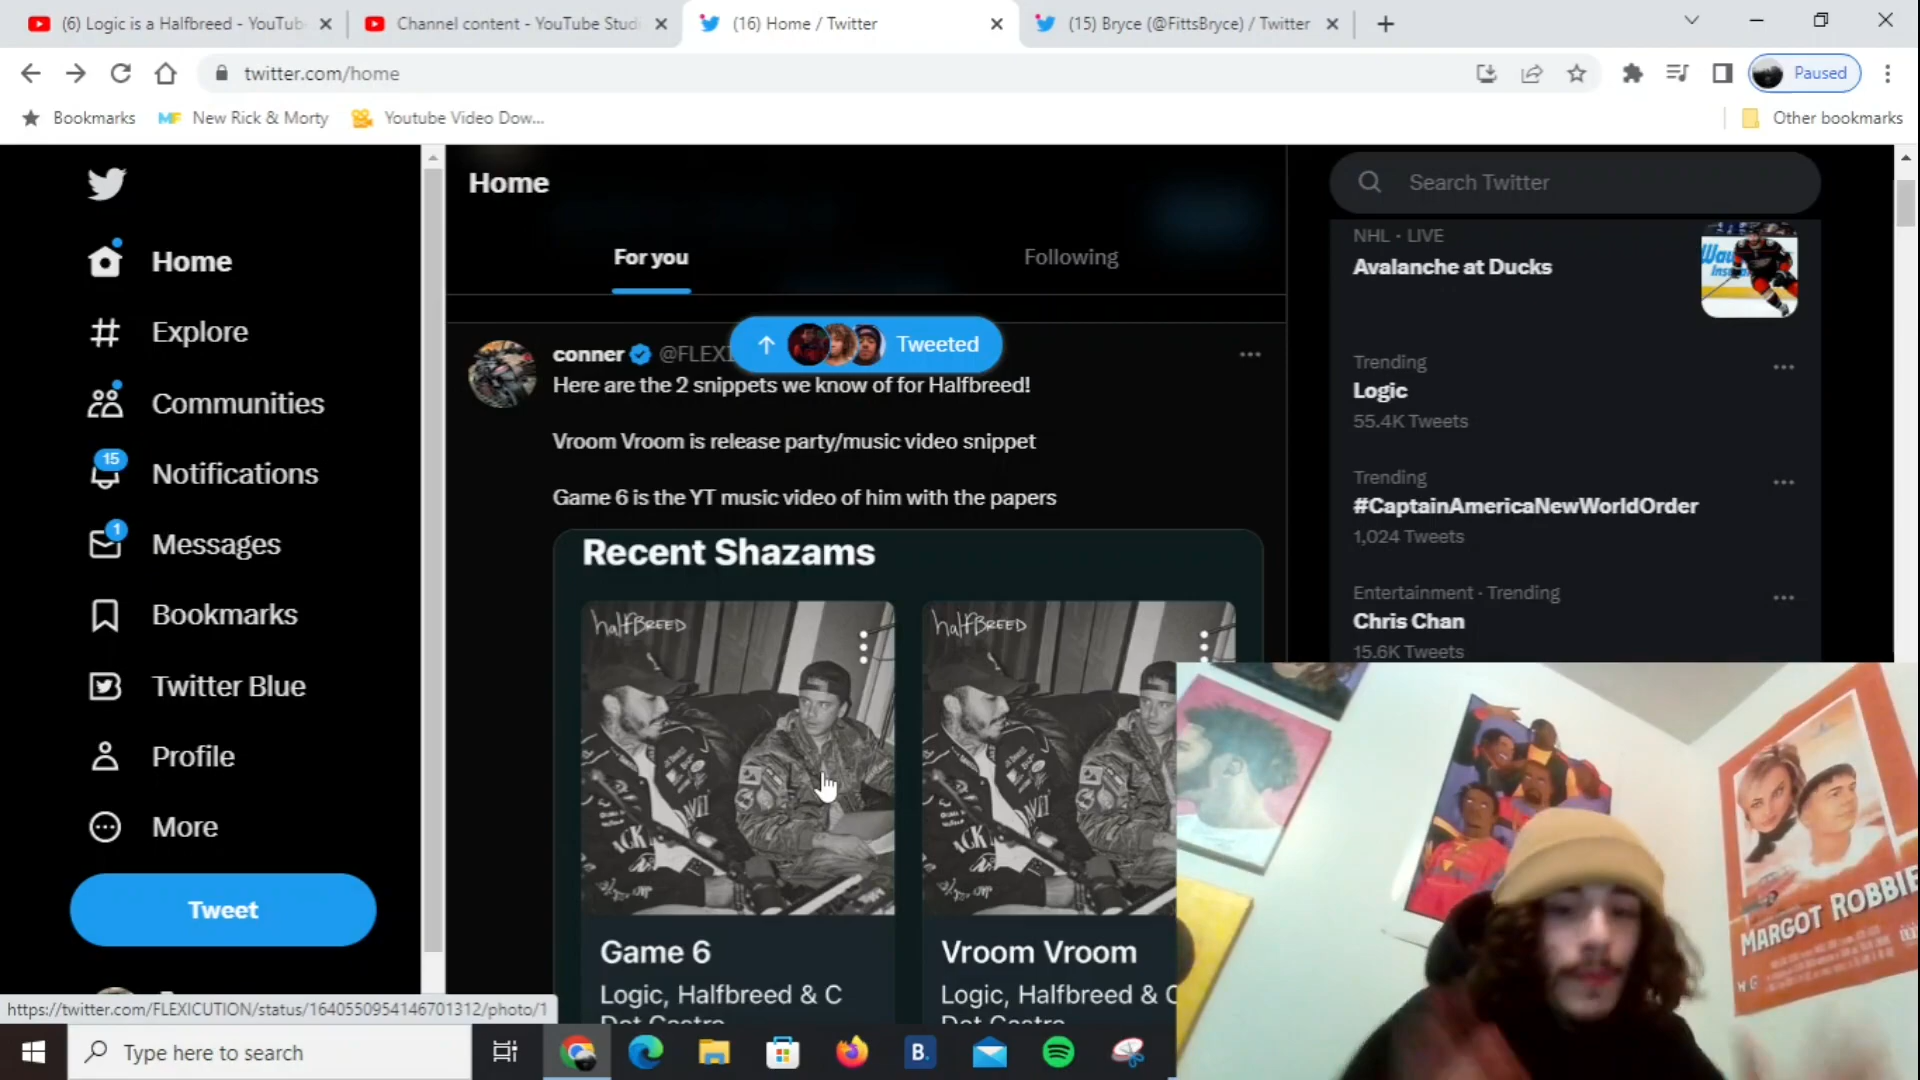 (6) Logic is a Halfbreed - YouTub
Channel content - YouTube Studi
(16) Home / Twitter
(15) Bryce (@FittsBryce) / Twitter
twitter.com/home
Paused
Bookmarks
New Rick & Morty
Youtube Video Dow...
Other bookmarks
Home
Explore
Communities
15
Notifications
1
Messages
Bookmarks
Twitter Blue
Profile
More
Tweet
Home
For you
Following
Tweeted
conner @FLEXI
Here are the 2 snippets we know of for Halfbreed!
Vroom Vroom is release party/music video snippet
Game 6 is the YT music video of him with the papers
Recent Shazams
halfBREED
halfBREED
Game 6
Logic, Halfbreed & C
Dot Castro
Vroom Vroom
Logic, Halfbreed & C
Dot Castro
Search Twitter
NHL · LIVE
Avalanche at Ducks
Trending
Logic
55.4K Tweets
Trending
#CaptainAmericaNewWorldOrder
1,024 Tweets
Entertainment · Trending
Chris Chan
15.6K Tweets
MARGOT ROBBIE
https://twitter.com/FLEXICUTION/status/1640550954146701312/photo/1
Type here to search
B.